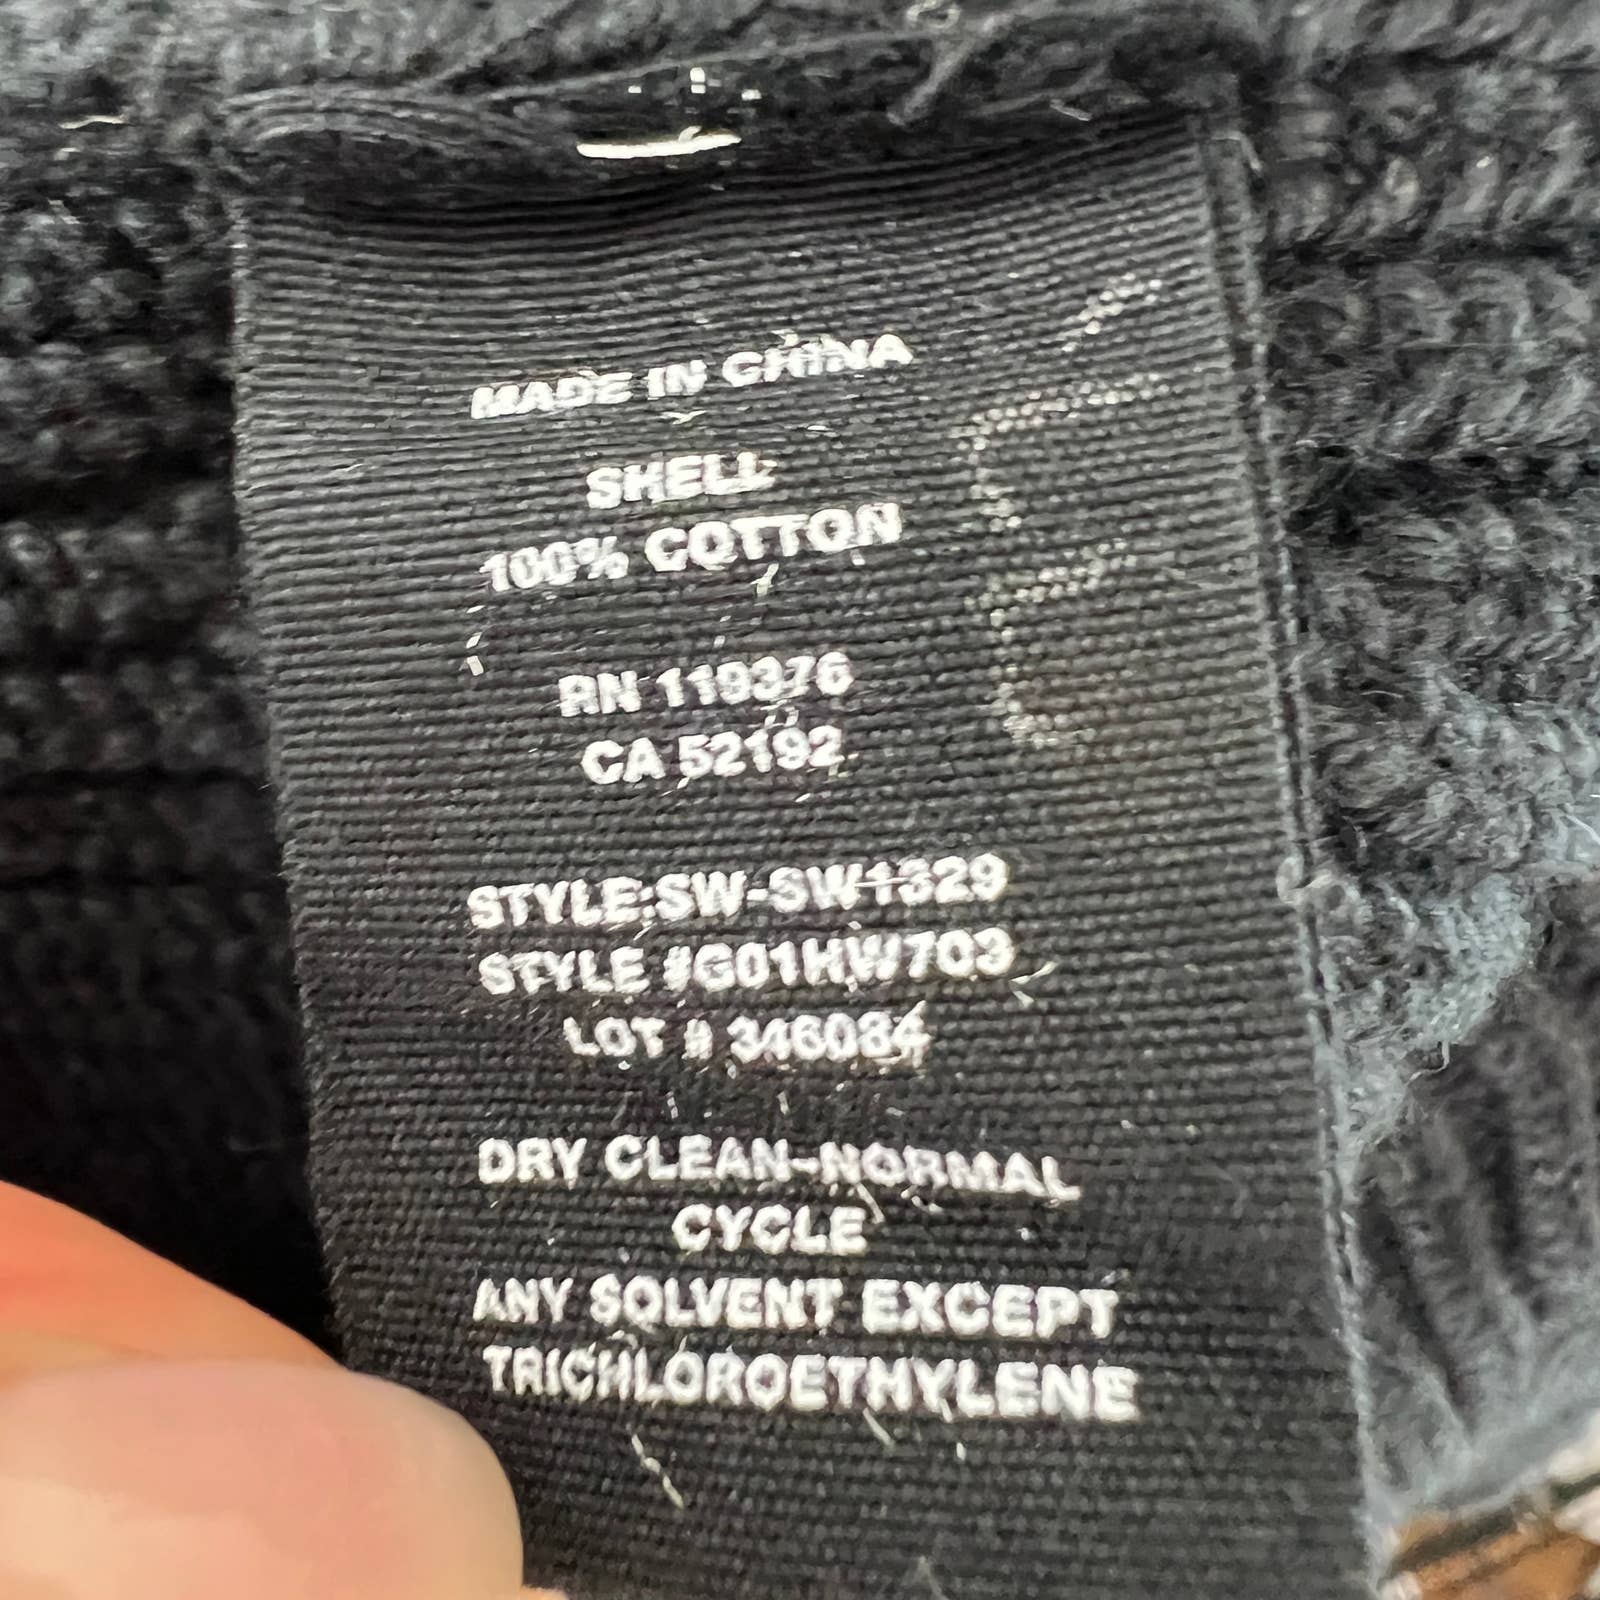 MADE IN CHINA
SHELL
100% COTTON
RN 119376
CA 52192
STYLE:SW-SW1329
STYLE #G01HW703
LOT # 346084
DRY CLEAN-NORMAL
CYCLE
ANY SOLVENT EXCEPT
TRICHLOROETHYLENE